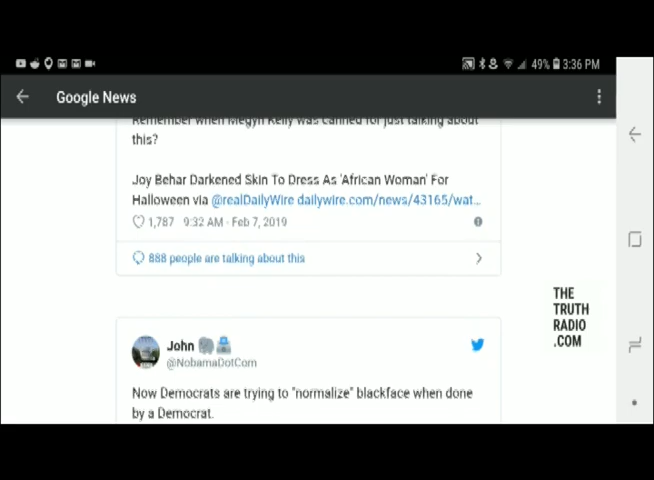 49% 3:36 PM
Google News
Remember when Megyn Kelly was canned for just talking about
this?
Joy Behar Darkened Skin To Dress As 'African Woman' For
Halloween via @realDailyWire dailywire.com/news/43165/wat...
1,787 9:32 AM - Feb 7, 2019
888 people are talking about this
THE
TRUTH
RADIO
.COM
John
@NobamaDotCom
Now Democrats are trying to "normalize" blackface when done
by a Democrat.